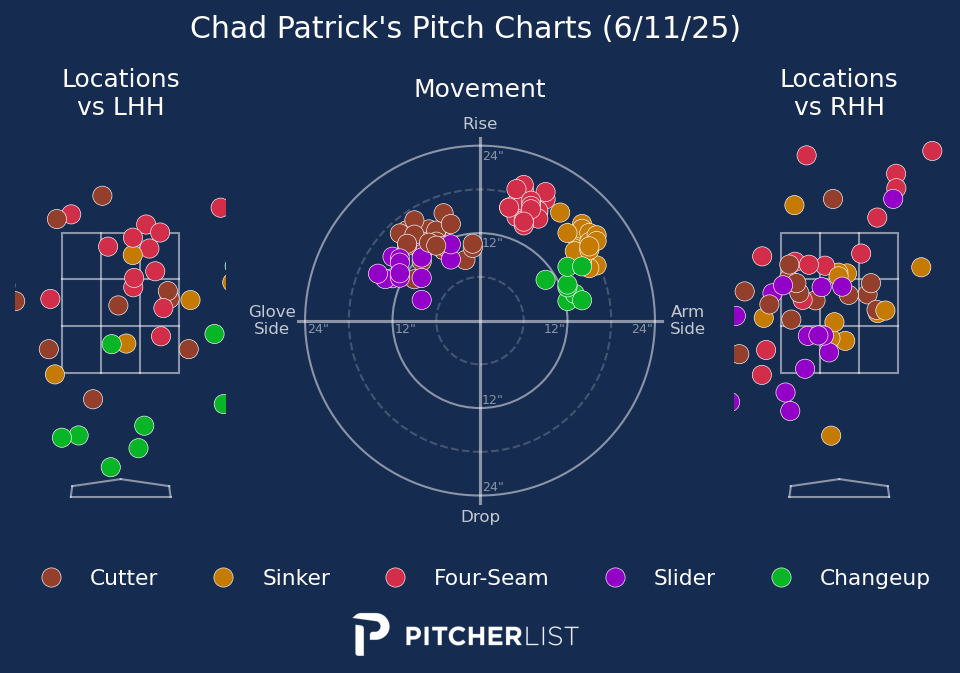 Chad Patrick's Pitch Charts (6/11/25)
Locations
vs LHH
Movement
Locations
vs RHH
Rise
24"
12"
Glove
Side
24"
12"
12"
24"
Arm
Side
12"
24"
Drop
Cutter
Sinker
Four-Seam
Slider
Changeup
PITCHERLIST